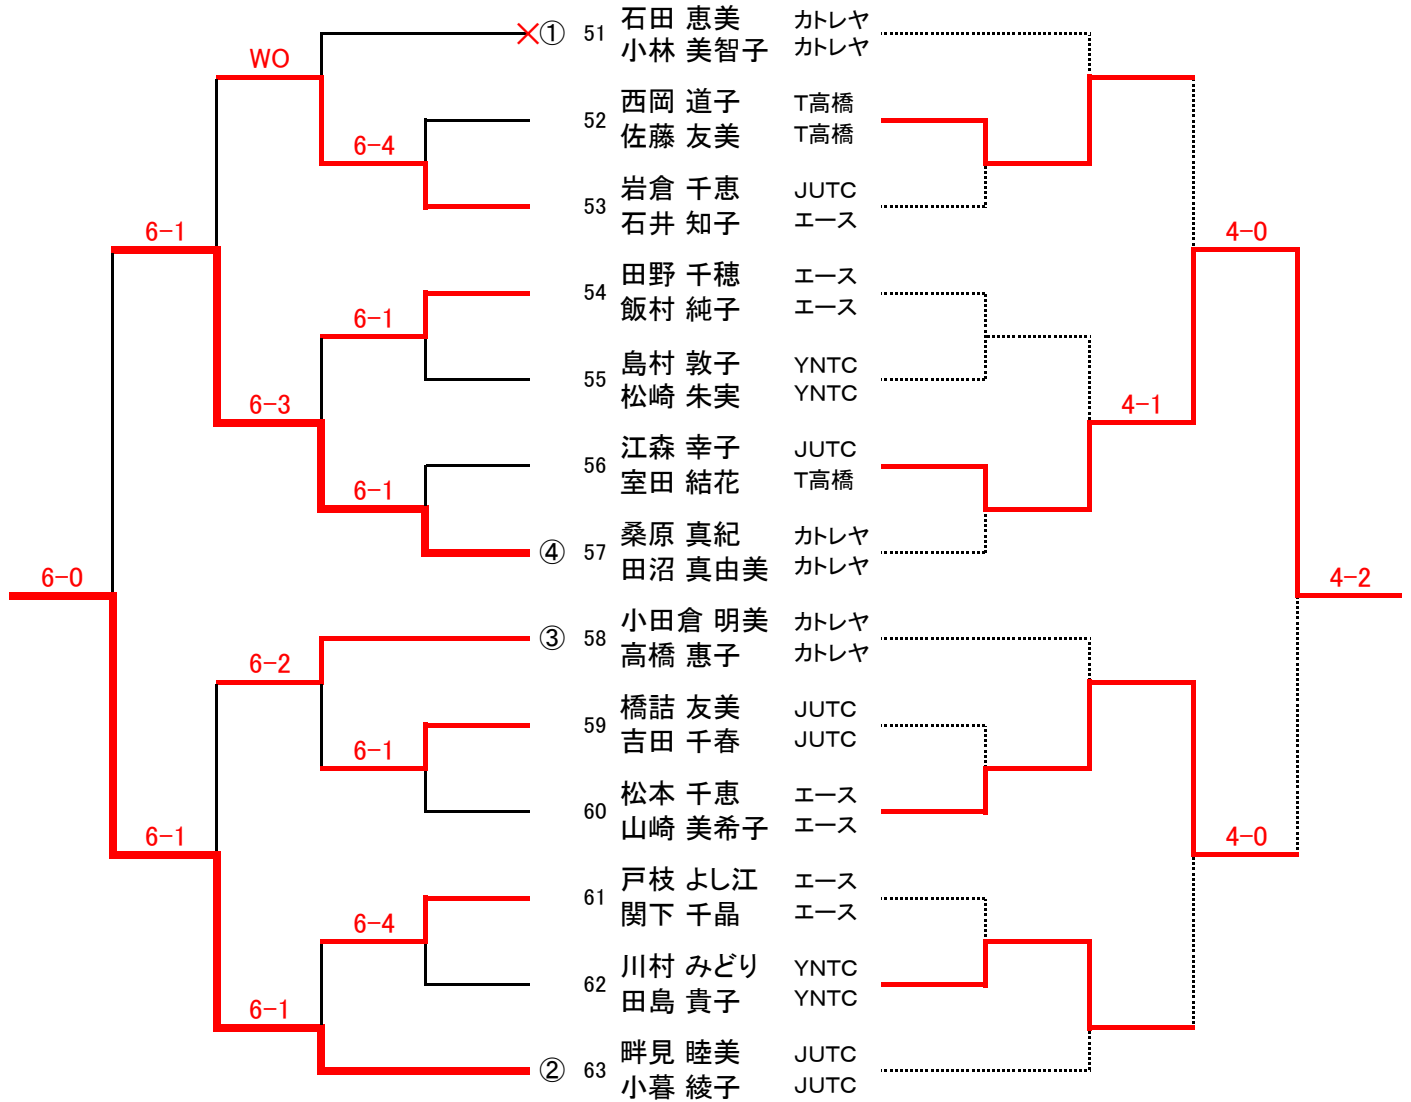 ① 51 石田 恵美 カトレヤ
小林 美智子 カトレヤ
WO
52 西岡 道子 T高橋
佐藤 友美 T高橋
6-4
53 岩倉 千恵 JUTC
石井 知子 エース
6-1 4-0
54 田野 千穂 エース
飯村 純子 エース
6-1
55 島村 敦子 YNTC
松崎 朱実 YNTC
6-3 4-1
56 江森 幸子 JUTC
室田 結花 T高橋
6-1
④ 57 桑原 真紀 カトレヤ
田沼 真由美 カトレヤ
6-0 4-2
③ 58 小田倉 明美 カトレヤ
高橋 惠子 カトレヤ
6-2
59 橋詰 友美 JUTC
吉田 千春 JUTC
6-1
60 松本 千恵 エース
山崎 美希子 エース
6-1 4-0
61 戸枝 よし江 エース
関下 千晶 エース
6-4
62 川村 みどり YNTC
田島 貴子 YNTC
6-1
② 63 畔見 睦美 JUTC
小暮 綾子 JUTC